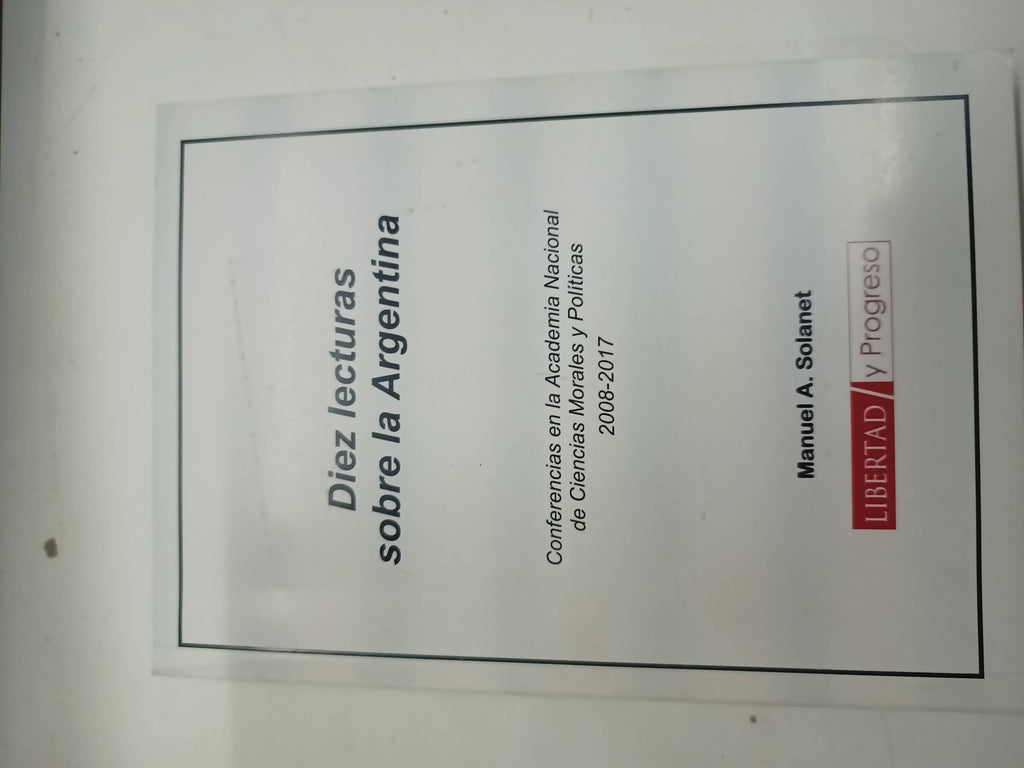 Diez lecturas
sobre la Argentina
Conferencias en la Academia Nacional
de Ciencias Morales y Políticas
2008-2017
Manuel A. Solanet
LIBERTAD y Progreso